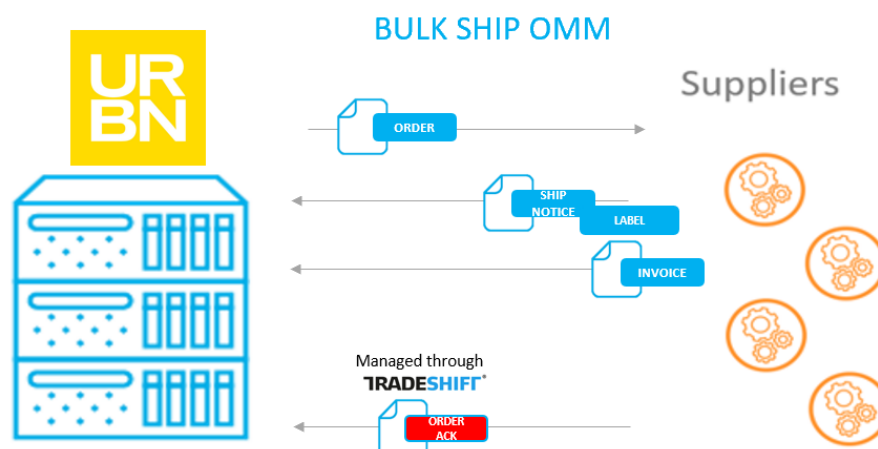 BULK SHIP OMM
UR
BN
Suppliers
ORDER
SHIP
NOTICE
LABEL
INVOICE
Managed through
TRADESHIFT
ORDER
ACK